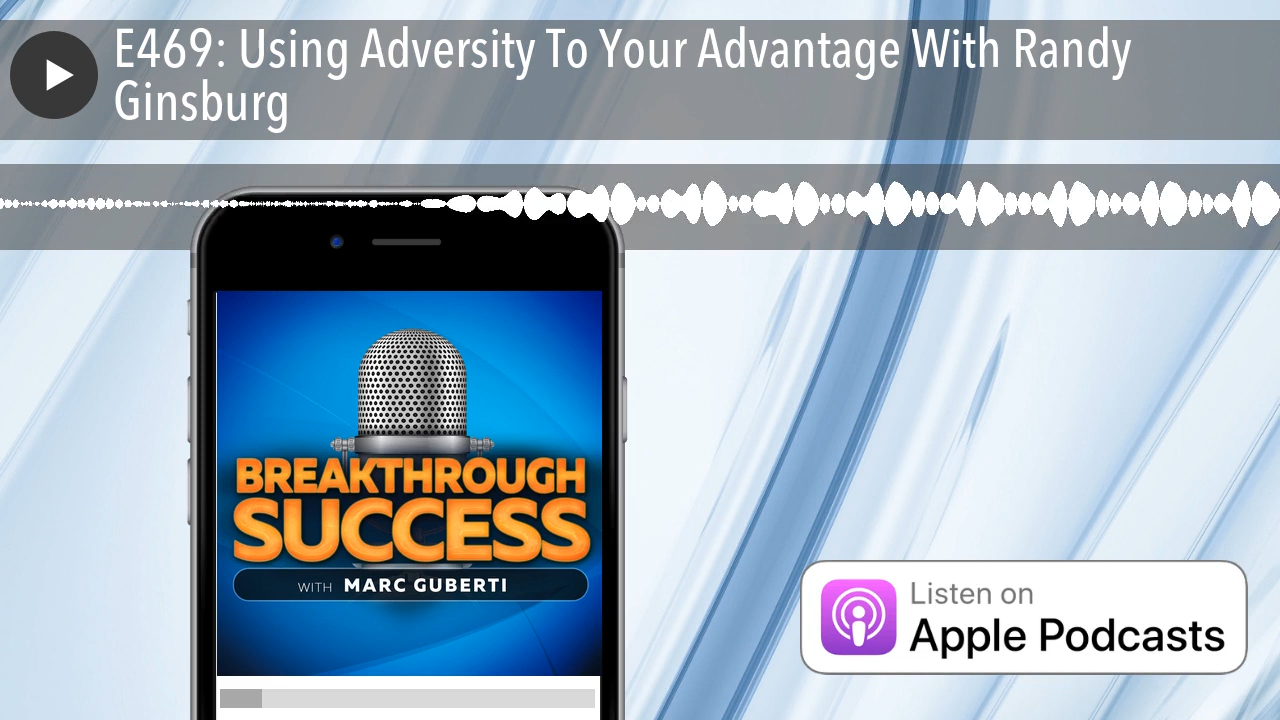 E469: Using Adversity To Your Advantage With Randy
Ginsburg
BREAKTHROUGH
SUCCESS
WITH MARC GUBERTI
Listen on
Apple Podcasts